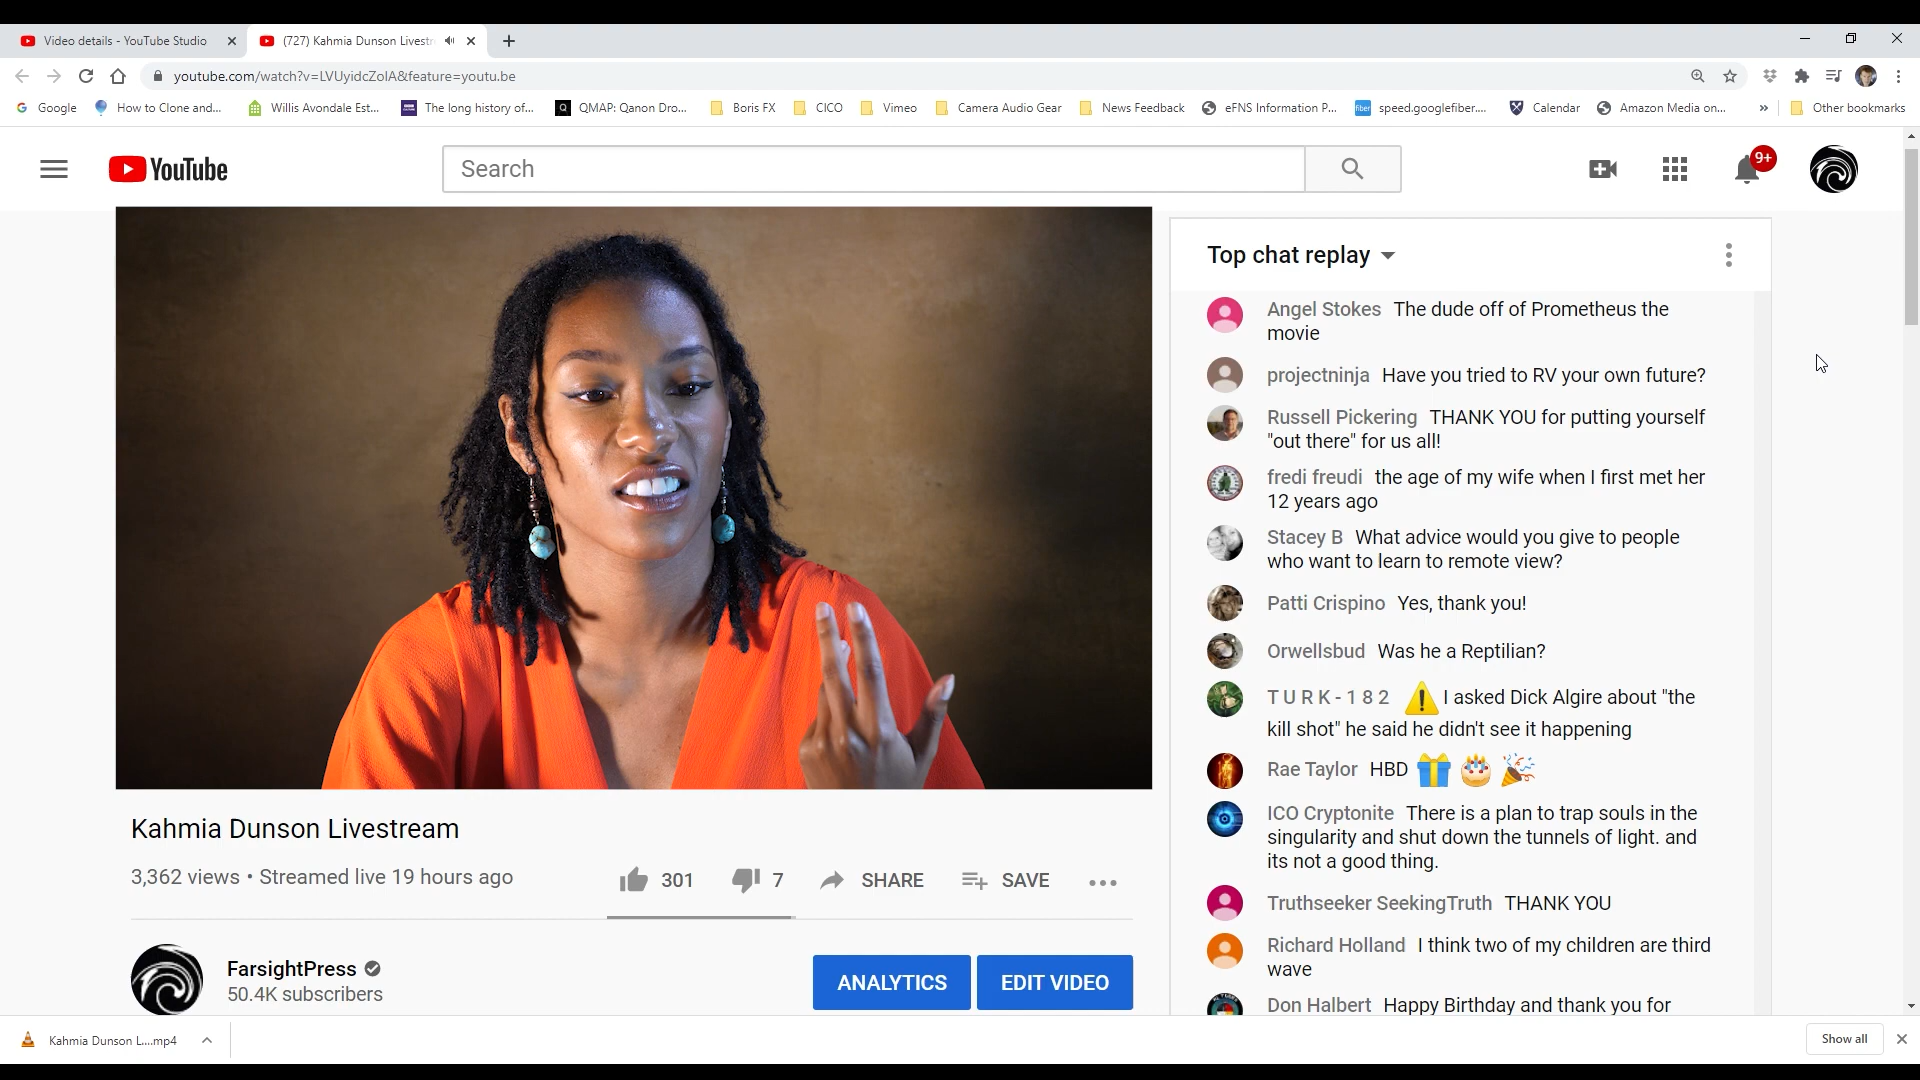 Video details - YouTube Studio
(727) Kahmia Dunson Livestr
youtube.com/watch?v=LVUyidcZoIA&feature=youtu.be
Google
How to Clone and...
Willis Avondale Est...
The long history of...
QMAP: Qanon Dro...
Boris FX
CICO
Vimeo
Camera Audio Gear
News Feedback
eFNS Information P...
speed.googlefiber....
Calendar
Amazon Media on...
»
Other bookmarks
YouTube
Search
9+
Top chat replay
Angel Stokes The dude off of Prometheus the
movie
projectninja Have you tried to RV your own future?
Russell Pickering THANK YOU for putting yourself
"out there" for us all!
fredi freudi the age of my wife when I first met her
12 years ago
Stacey B What advice would you give to people
who want to learn to remote view?
Patti Crispino Yes, thank you!
Orwellsbud Was he a Reptilian?
T U R K - 1 8 2 ⚠️ I asked Dick Algire about "the
kill shot" he said he didn't see it happening
Rae Taylor HBD 🎁 🎂 🎉
ICO Cryptonite There is a plan to trap souls in the
singularity and shut down the tunnels of light. and
its not a good thing.
Truthseeker SeekingTruth THANK YOU
Richard Holland I think two of my children are third
wave
Don Halbert Happy Birthday and thank you for
Kahmia Dunson Livestream
3,362 views • Streamed live 19 hours ago
301
7
SHARE
SAVE
FarsightPress
50.4K subscribers
ANALYTICS
EDIT VIDEO
Kahmia Dunson L....mp4
Show all